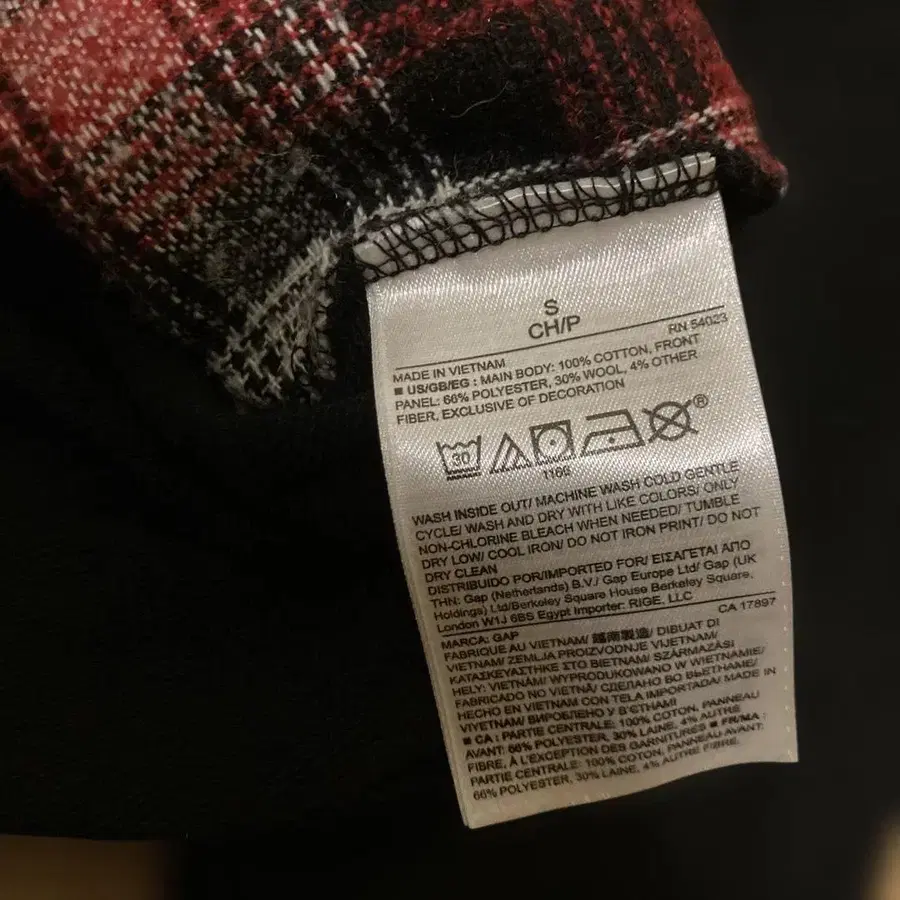 S
CH/P
RN 54023
MADE IN VIETNAM
■ US/GB/EG : MAIN BODY: 100% COTTON, FRONT
PANEL: 66% POLYESTER, 30% WOOL, 4% OTHER
FIBER, EXCLUSIVE OF DECORATION
30
®
1166
WASH INSIDE OUT/ MACHINE WASH COLD GENTLE
CYCLE/ WASH AND DRY WITH LIKE COLORS/ ONLY
NON-CHLORINE BLEACH WHEN NEEDED/ TUMBLE
DRY LOW/ COOL IRON/ DO NOT IRON PRINT/ DO NOT
DRY CLEAN
DISTRIBUIDO POR/IMPORTED FOR/ ΕΙΣΑΓΕΤΑΙ ΑΠΟ
ΤΗΝ: Gap (Netherlands) B.V./ Gap Europe Ltd/ Gap (UK
Holdings) Ltd/Berkeley Square House Berkeley Square,
London W1J 6BS Egypt Importer: RIGE, LLC
CA 17897
MARCA: GAP
FABRIQUE AU VIETNAM/ 越南製造/ DIBUAT DI
VIETNAM/ ZEMLJA PROIZVODNJE VIJETNAM/
ΚΑΤΑΣΚΕΥΑΣΤΗΚΕ ΣΤΟ ΒΙΕΤΝΑΜ/ SZÁRMAZÁSI
HELY: VIETNÁM/ WYPRODUKOWANO W WIETNAMIE/
FABRICADO NO VIETNÃ/ СДЕЛАНО ВО ВЬЕТНАМЕ/
HECHO EN VIETNAM CON TELA IMPORTADA/ MADE IN
VIVETNAM/ ВИРОБЛЕНО У В'ЄТНАМІ
■ CA : PARTIE CENTRALE: 100% COTON, PANNEAU
AVANT: 66% POLYESTER, 30% LAINE, 4% AUTRE
FIBRE, À L'EXCEPTION DES GARNITURES ■ FR/MA :
PARTIE CENTRALE: 100% COTON, PANNEAU AVANT:
66% POLYESTER, 30% LAINE, 4% AUTRE FIBRE,